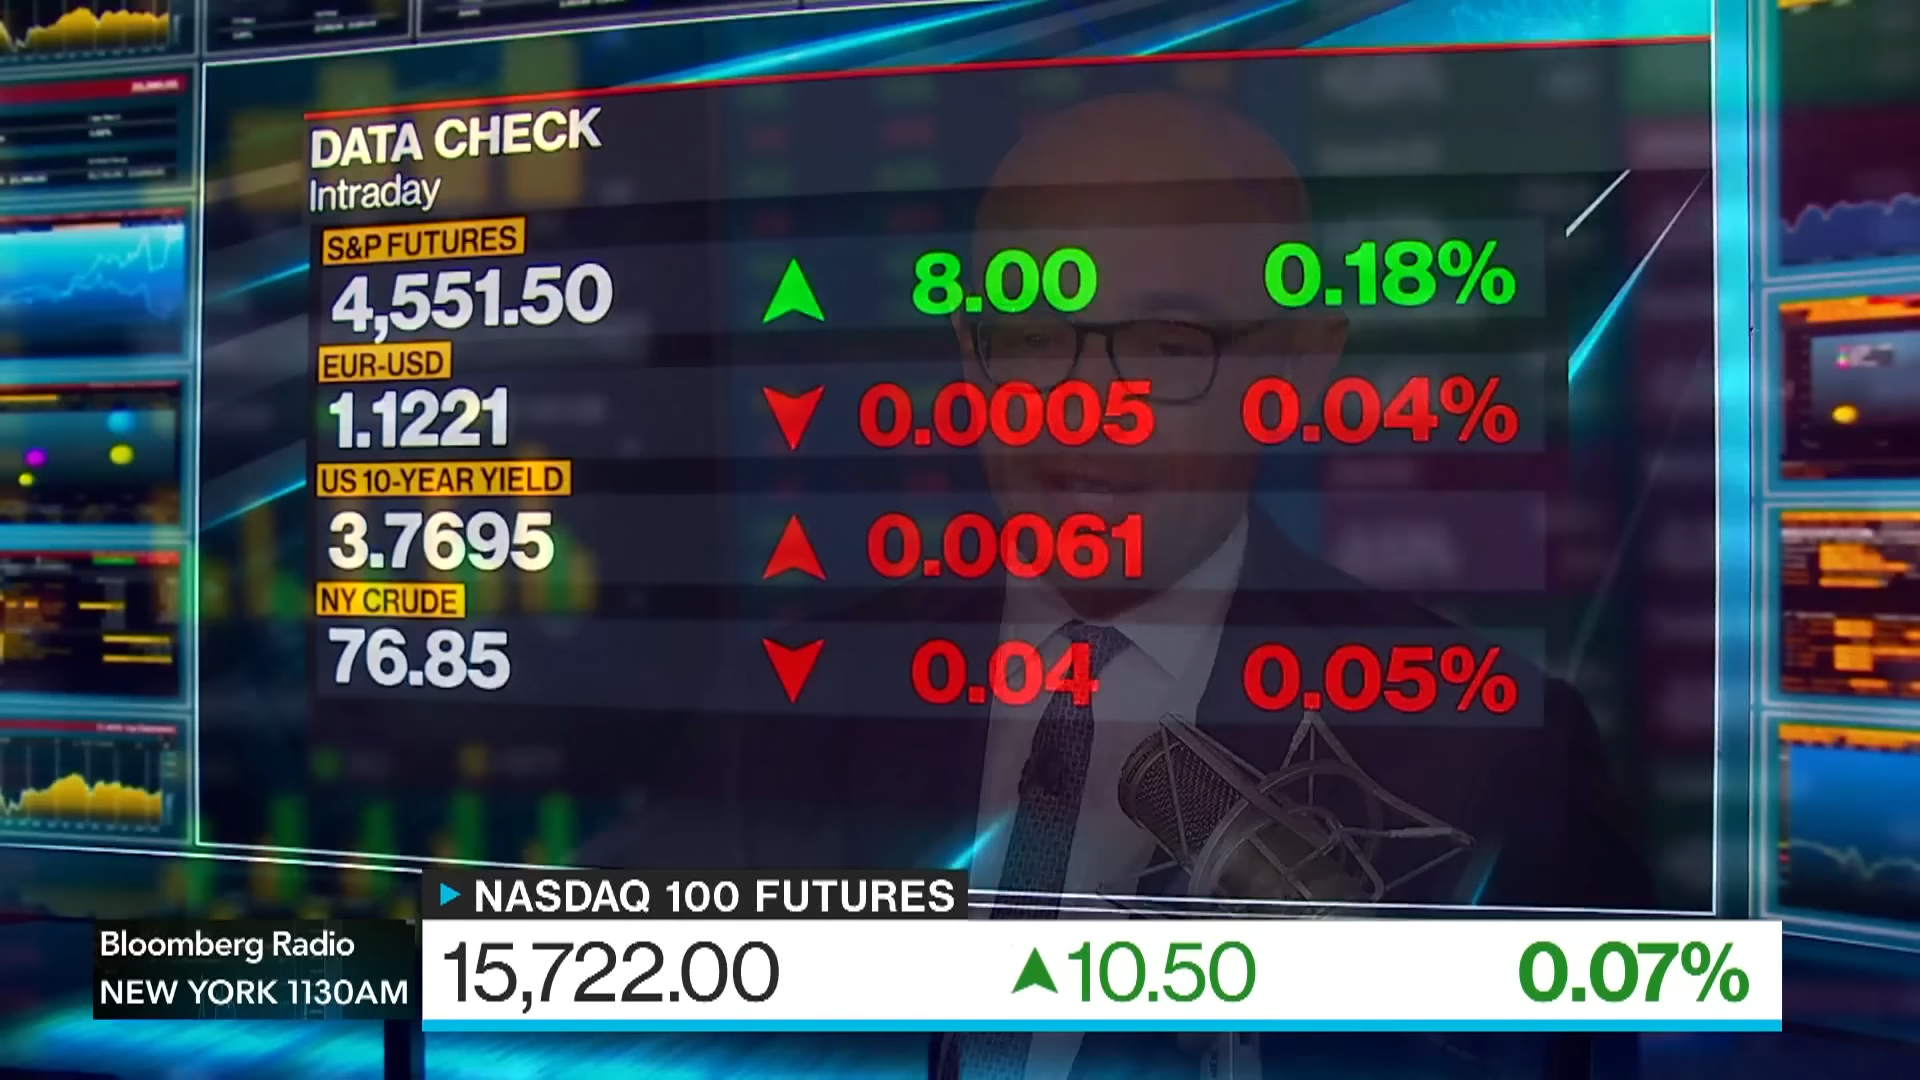 DATA CHECK
Intraday
S&P FUTURES
4,551.50 ▲ 8.00 0.18%
EUR-USD
1.1221 ▼ 0.0005 0.04%
US 10-YEAR YIELD
3.7695 ▲ 0.0061
NY CRUDE
76.85 ▼ 0.04 0.05%
NASDAQ 100 FUTURES
15,722.00 ▲10.50 0.07%
Bloomberg Radio
NEW YORK 1130AM